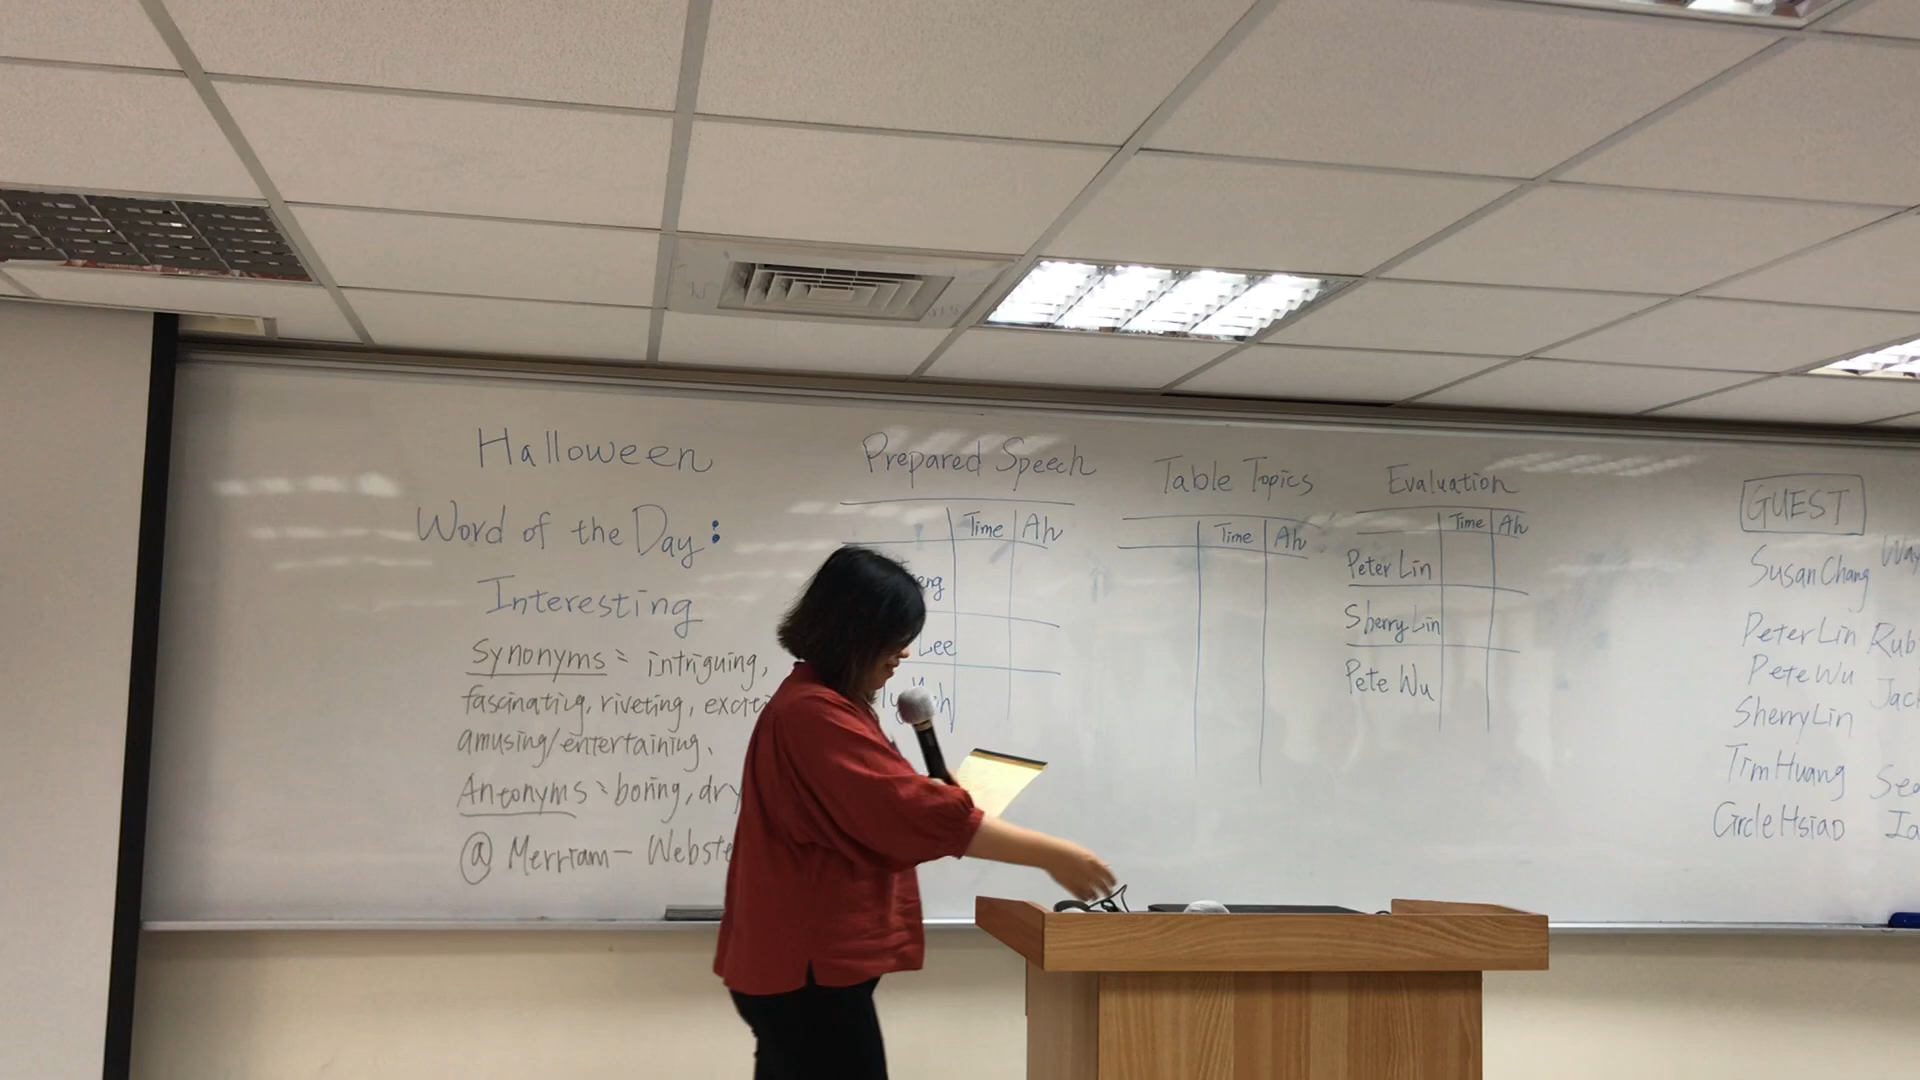 Halloween
Word of the Day:
Interesting
Synonyms: intriguing,
fascinating, riveting,
amusing/entertaining.
Antonyms: boring, dry
@ Merriam-
Prepared Speech
Time Ah
Lee
Table Topics
Time Ah
Evaluation
Time Ah
Peter Lin
Sherry Lin
Pete Wu
GUEST
Susan Chang
Peter Lin
Pete Wu
Sherry Lin
Tim Huang
Circle Hsiao